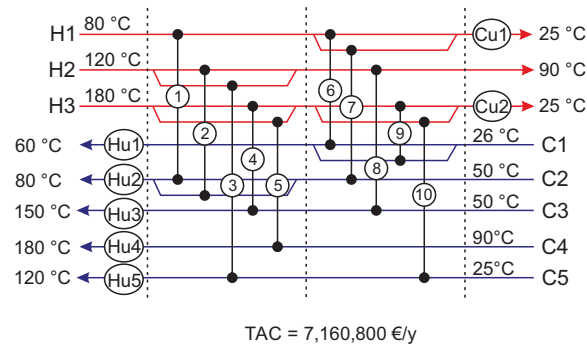 H1 80 °C Cu1 25 °C
H2 120 °C 90 °C
1 6 7
H3 180 °C Cu2 25 °C
2 4 9
60 °C Hu1 26 °C C1
3 5 8 10
80 °C Hu2 50 °C C2
150 °C Hu3 50 °C C3
180 °C Hu4 90°C C4
120 °C Hu5 25°C C5
TAC = 7,160,800 €/y